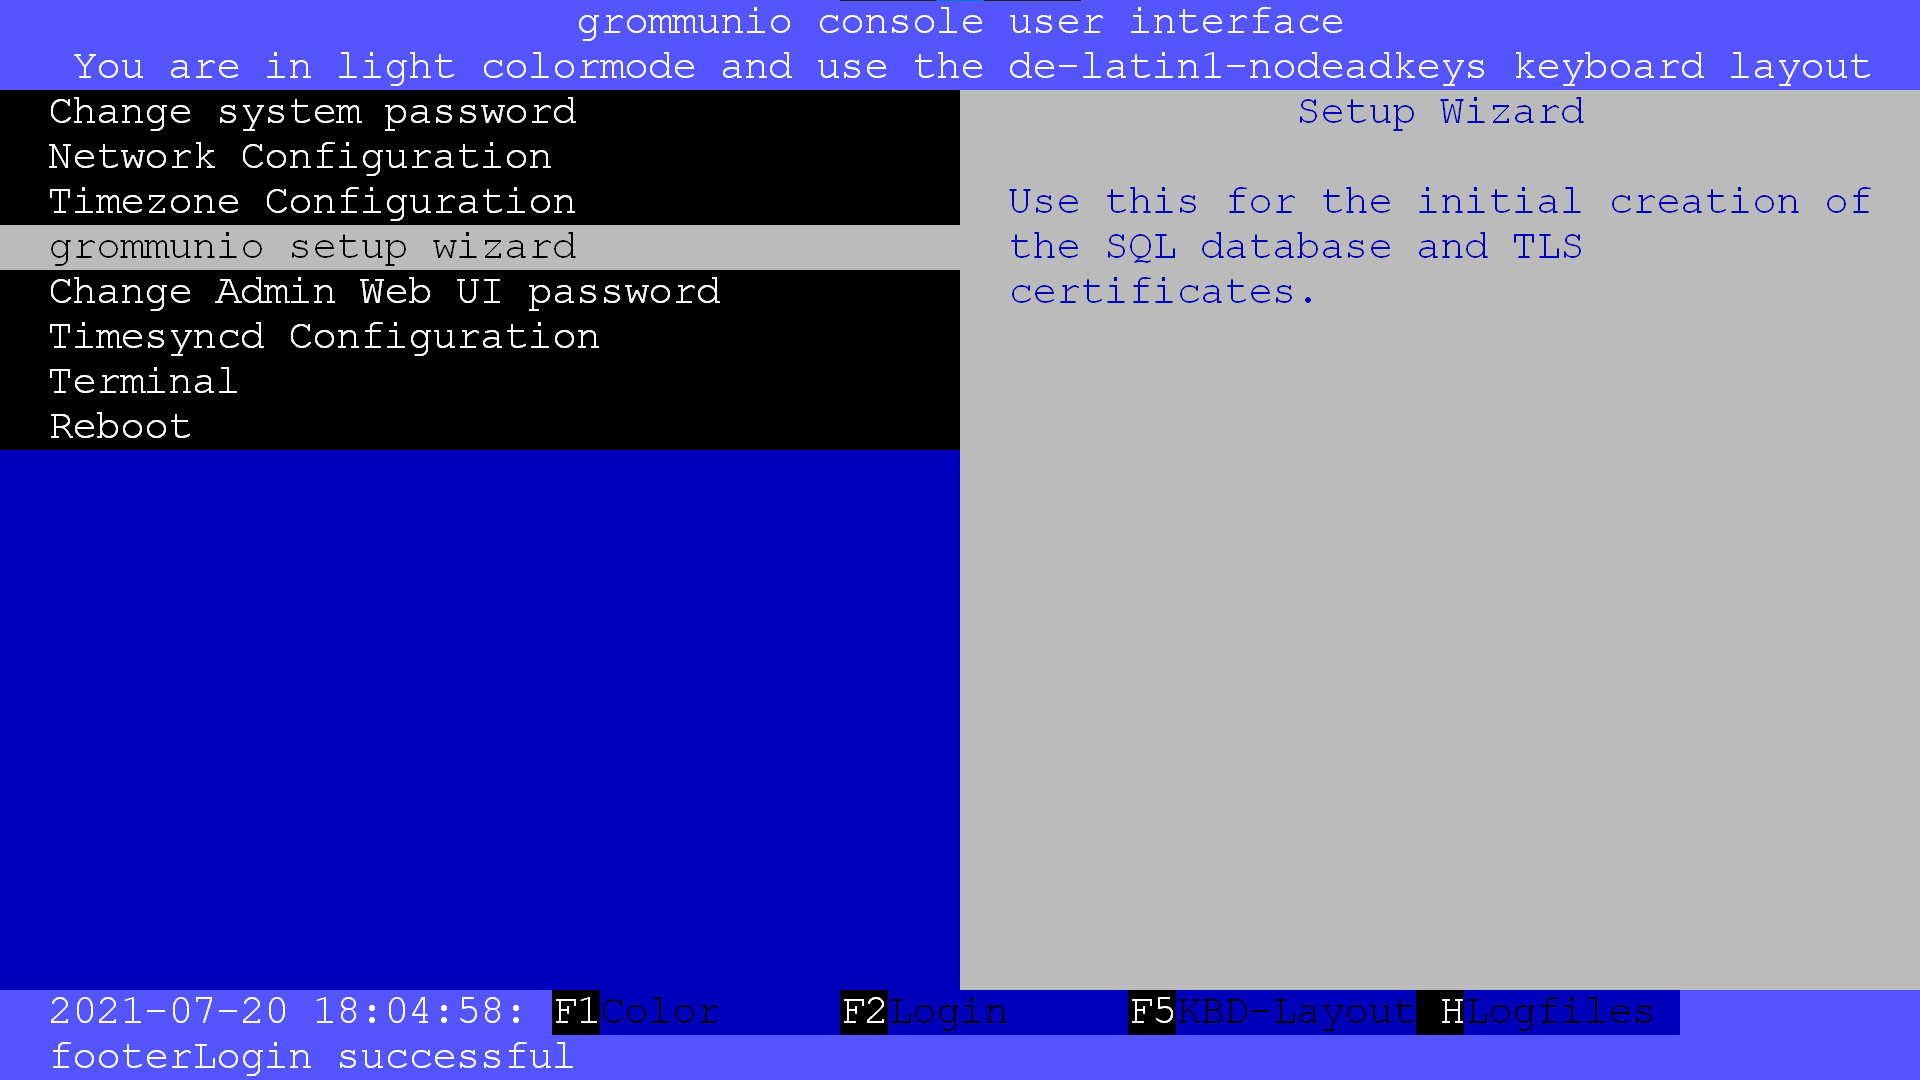 grommunio console user interface
You are in light colormode and use the de-latin1-nodeadkeys keyboard layout
Change system password
Network Configuration
Timezone Configuration
grommunio setup wizard
Change Admin Web UI password
Timesyncd Configuration
Terminal
Reboot
Setup Wizard
Use this for the initial creation of
the SQL database and TLS
certificates.
2021-07-20 18:04:58: F1Color F2Login F5KBD-Layout HLogfiles
footerLogin successful